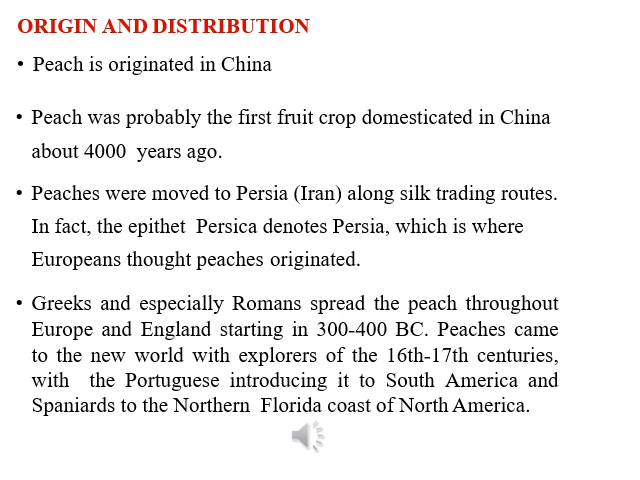 ORIGIN AND DISTRIBUTION
• Peach is originated in China
• Peach was probably the first fruit crop domesticated in China
about 4000 years ago.
• Peaches were moved to Persia (Iran) along silk trading routes.
In fact, the epithet Persica denotes Persia, which is where
Europeans thought peaches originated.
• Greeks and especially Romans spread the peach throughout
Europe and England starting in 300-400 BC. Peaches came
to the new world with explorers of the 16th-17th centuries,
with the Portuguese introducing it to South America and
Spaniards to the Northern Florida coast of North America.